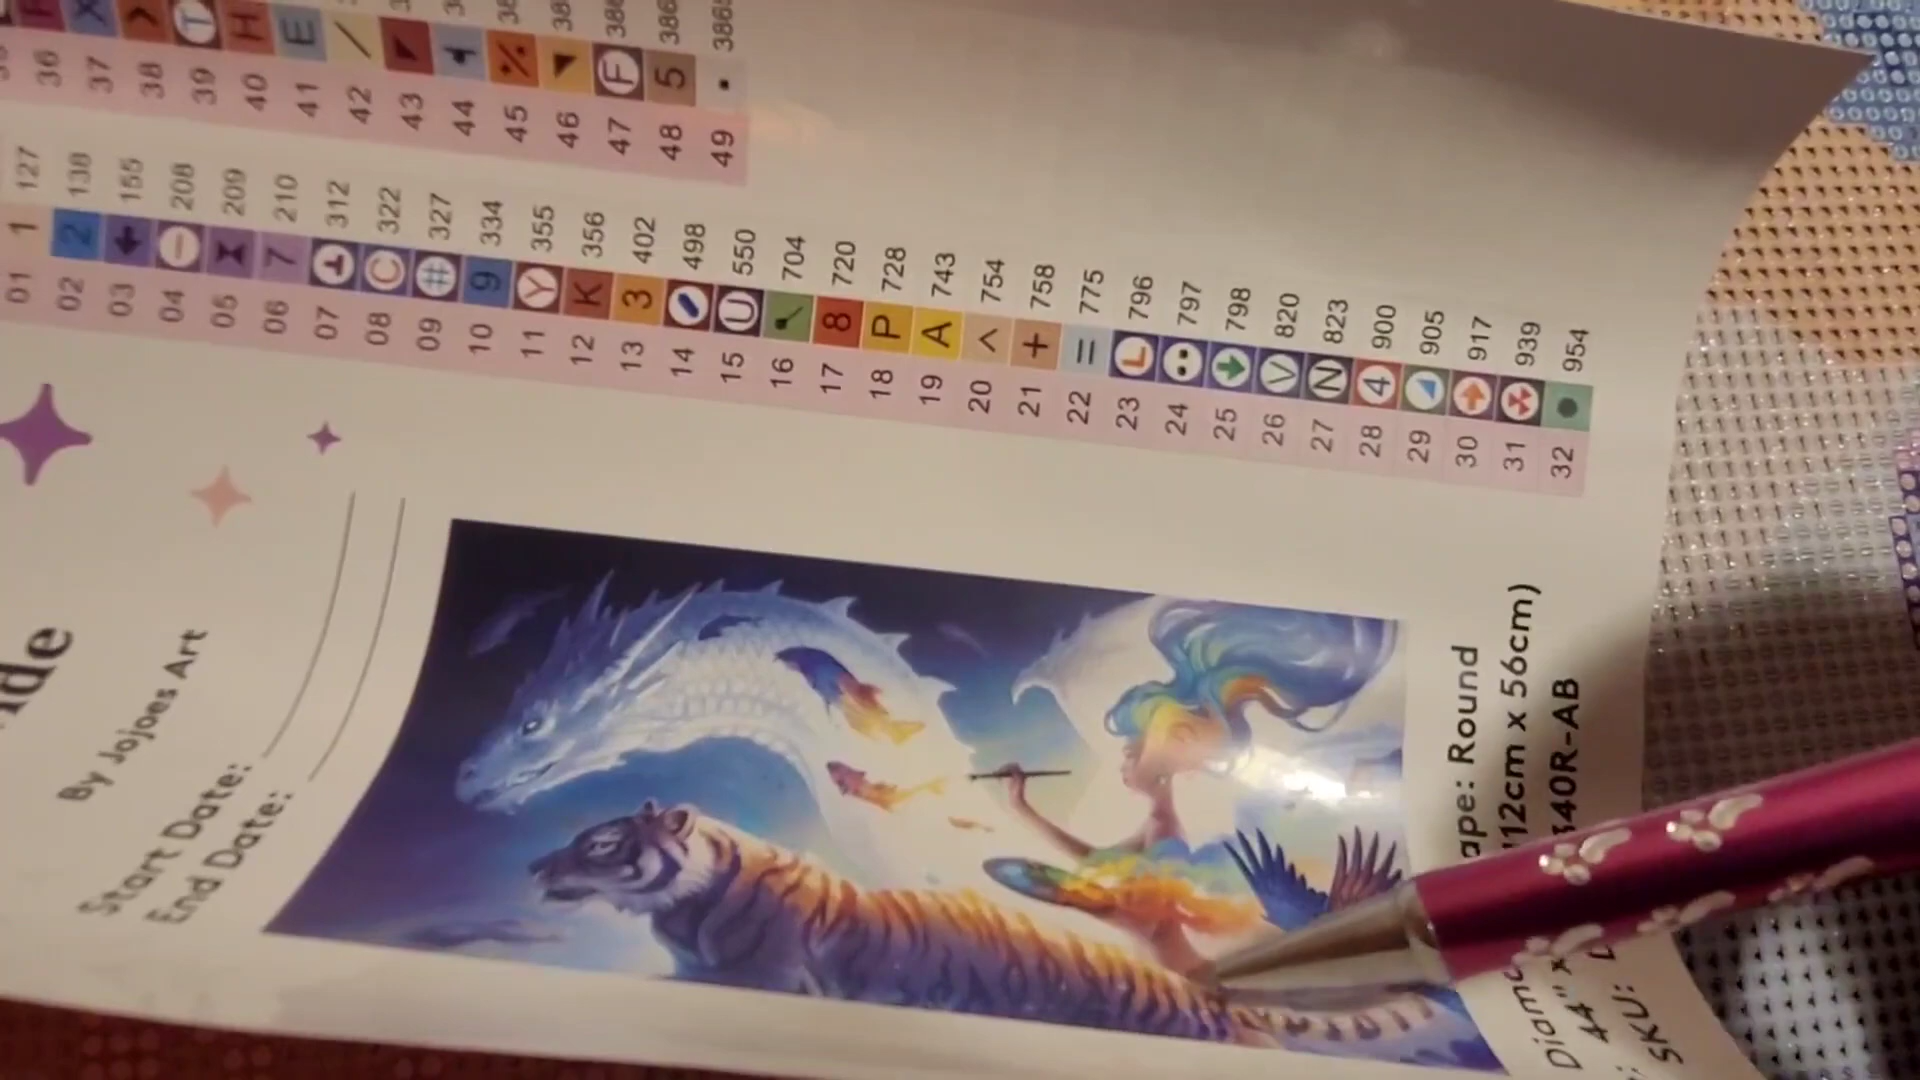 By Jojoes Art
Start Date:
End Date:
01 1 127
02 2 138
03 155
04 208
05 209
06 7 210
07 312
08 C 322
09 # 327
10 9 334
11 Y 355
12 K 356
13 3 402
14 498
15 U 550
16 704
17 8 720
18 P 728
19 A 743
20 ^ 754
21 + 758
22 = 775
23 L 796
24 797
25 798
26 V 820
27 N 823
28 4 900
29 905
30 917
31 939
32 954
36
37 X
38
39 T
40 H
41 E
42 /
43
44
45 %
46
47 F
48 5
49
Round
x 56cm)
44" x
SKU: